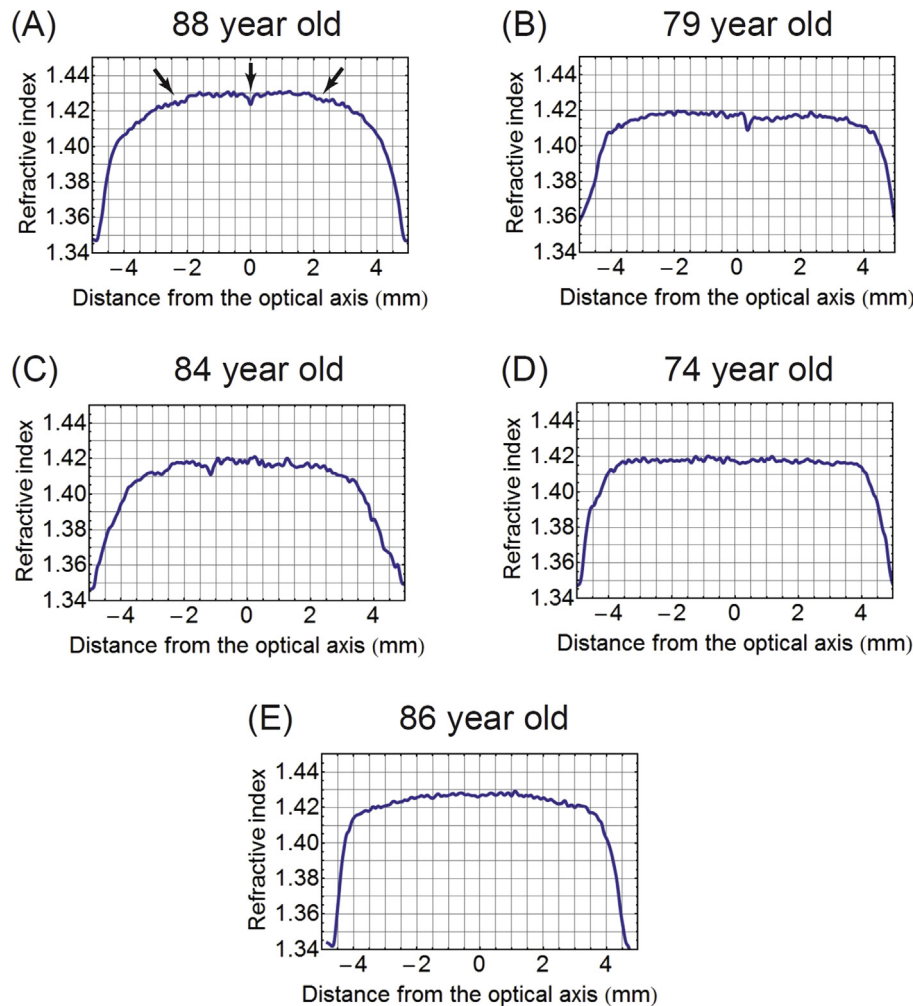 (A) 88 year old
Refractive index
1.44
1.42
1.40
1.38
1.36
1.34
−4 −2 0 2 4
Distance from the optical axis (mm)
(B) 79 year old
Refractive index
1.44
1.42
1.40
1.38
1.36
1.34
−4 −2 0 2 4
Distance from the optical axis (mm)
(C) 84 year old
Refractive index
1.44
1.42
1.40
1.38
1.36
1.34
−4 −2 0 2 4
Distance from the optical axis (mm)
(D) 74 year old
Refractive index
1.44
1.42
1.40
1.38
1.36
1.34
−4 −2 0 2 4
Distance from the optical axis (mm)
(E) 86 year old
Refractive index
1.44
1.42
1.40
1.38
1.36
1.34
−4 −2 0 2 4
Distance from the optical axis (mm)